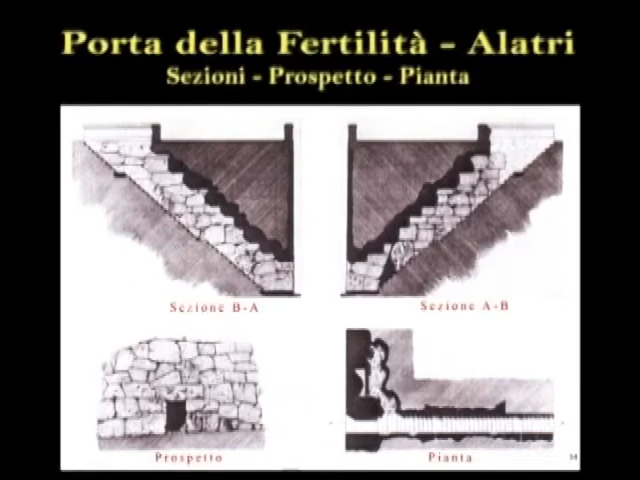 Porta della Fertilità - Alatri
Sezioni - Prospetto - Pianta
Sezione B-A
Sezione A-B
Prospetto
Pianta